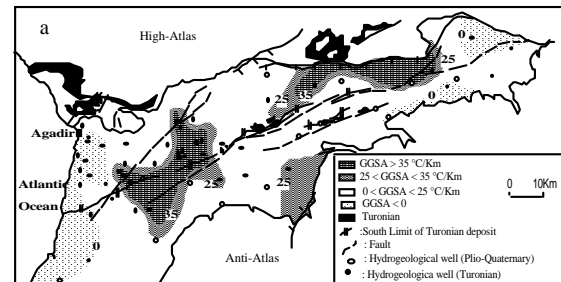 a
High-Atlas
0
25
35
25
0
Agadir
Atlantic
Ocean
25
25
35
0
Anti-Atlas
GGSA > 35 °C/Km
25 < GGSA < 35 °C/Km
0 < GGSA < 25 °C/Km
GGSA < 0
Turonian
:South Limit of Turonian deposit
: Fault
: Hydrogeological well (Plio-Quaternary)
: Hydrogeologica well (Turonian)
0 10Km